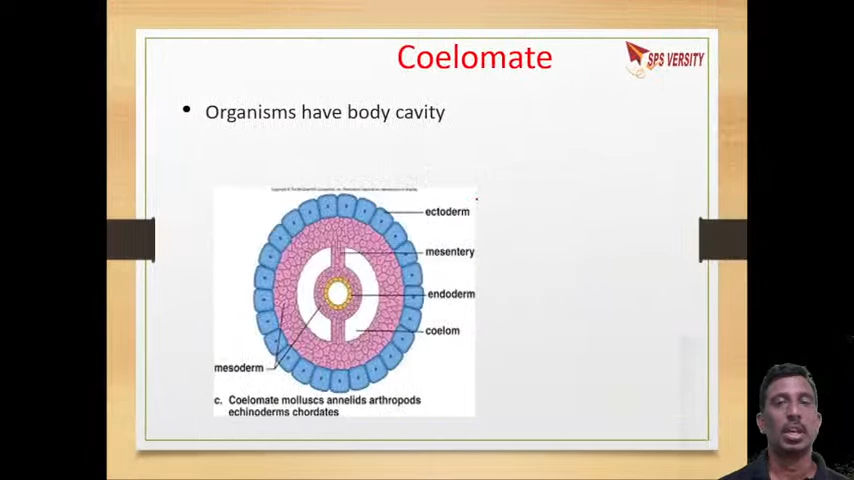 Coelomate
SPS VERSITY
• Organisms have body cavity
ectoderm
mesentery
endoderm
coelom
mesoderm
c. Coelomate molluscs annelids arthropods
echinoderms chordates